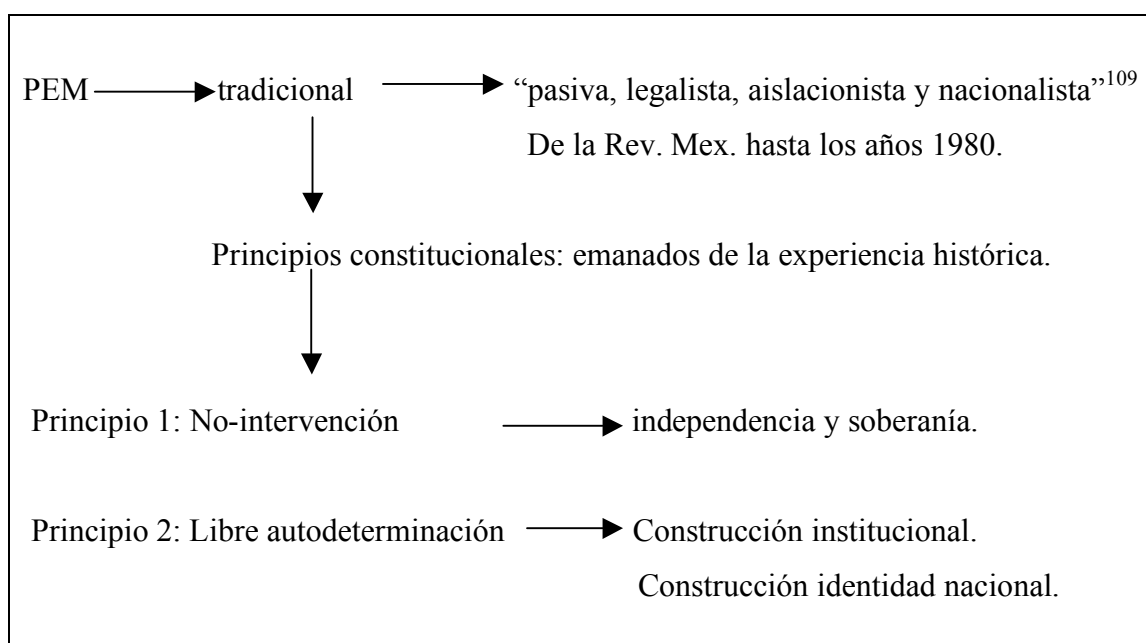 PEM tradicional “pasiva, legalista, aislacionista y nacionalista”109
De la Rev. Mex. hasta los años 1980.
Principios constitucionales: emanados de la experiencia histórica.
Principio 1: No-intervención independencia y soberanía.
Principio 2: Libre autodeterminación Construcción institucional.
Construcción identidad nacional.